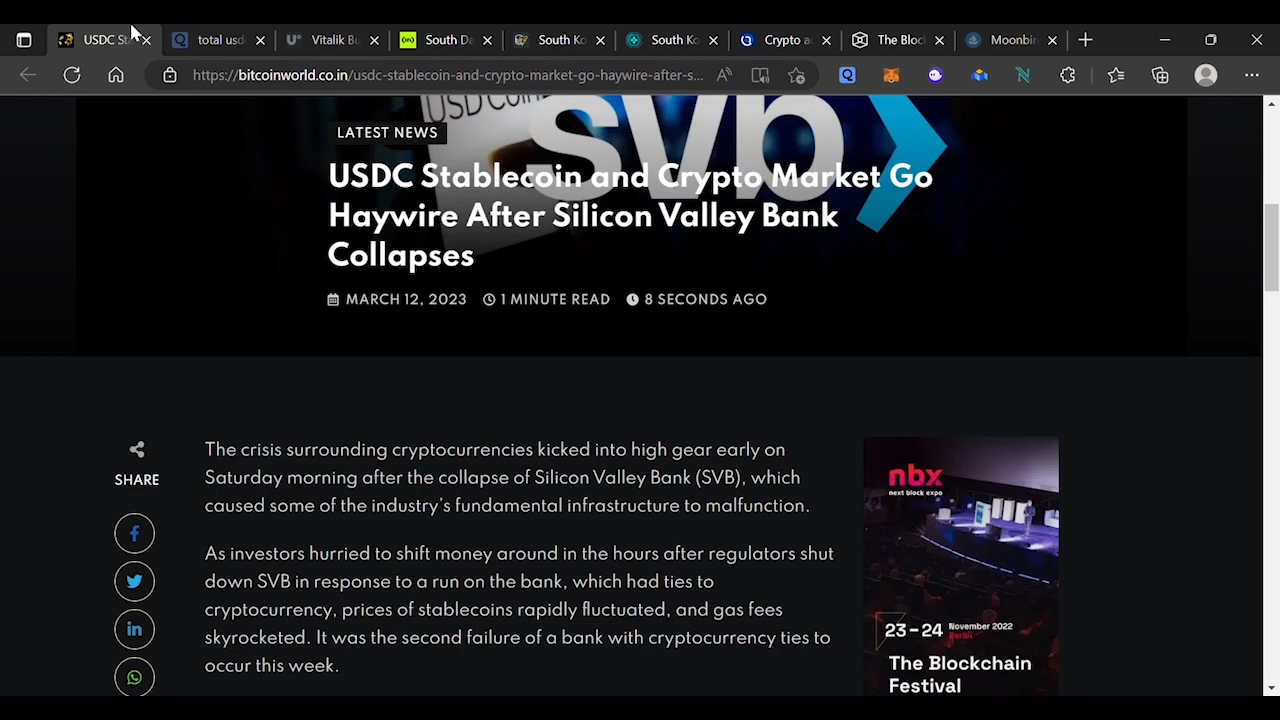 USDC St
total usd
Vitalik Bu
South Da
South Ko
South Ko
Crypto a
The Bloc
Moonbir
https://bitcoinworld.co.in/usdc-stablecoin-and-crypto-market-go-haywire-after-s...
USD Coin
svb
LATEST NEWS
USDC Stablecoin and Crypto Market Go
Haywire After Silicon Valley Bank
Collapses
MARCH 12, 2023 1 MINUTE READ 8 SECONDS AGO
SHARE
The crisis surrounding cryptocurrencies kicked into high gear early on
Saturday morning after the collapse of Silicon Valley Bank (SVB), which
caused some of the industry's fundamental infrastructure to malfunction.
As investors hurried to shift money around in the hours after regulators shut
down SVB in response to a run on the bank, which had ties to
cryptocurrency, prices of stablecoins rapidly fluctuated, and gas fees
skyrocketed. It was the second failure of a bank with cryptocurrency ties to
occur this week.
nbx
next block expo
23-24 November 2022
Berlin
The Blockchain
Festival